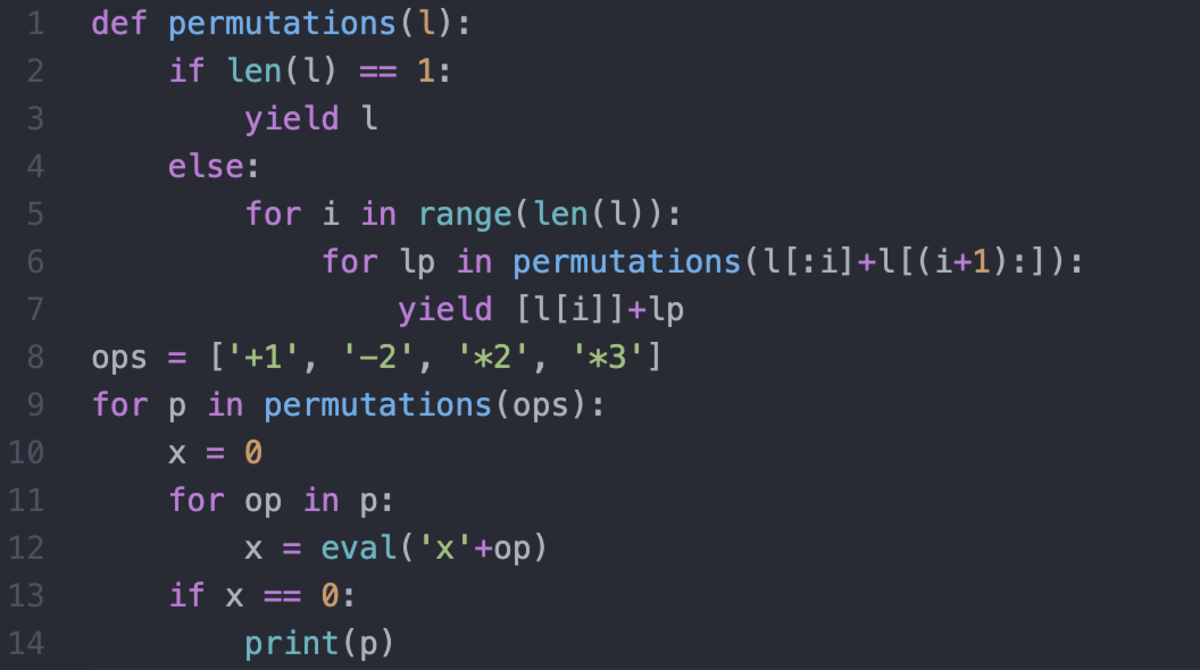 1 def permutations(l):
2     if len(l) == 1:
3         yield l
4     else:
5         for i in range(len(l)):
6             for lp in permutations(l[:i]+l[(i+1):]):
7                 yield [l[i]]+lp
8 ops = ['+1', '-2', '*2', '*3']
9 for p in permutations(ops):
10     x = 0
11     for op in p:
12         x = eval('x'+op)
13     if x == 0:
14         print(p)